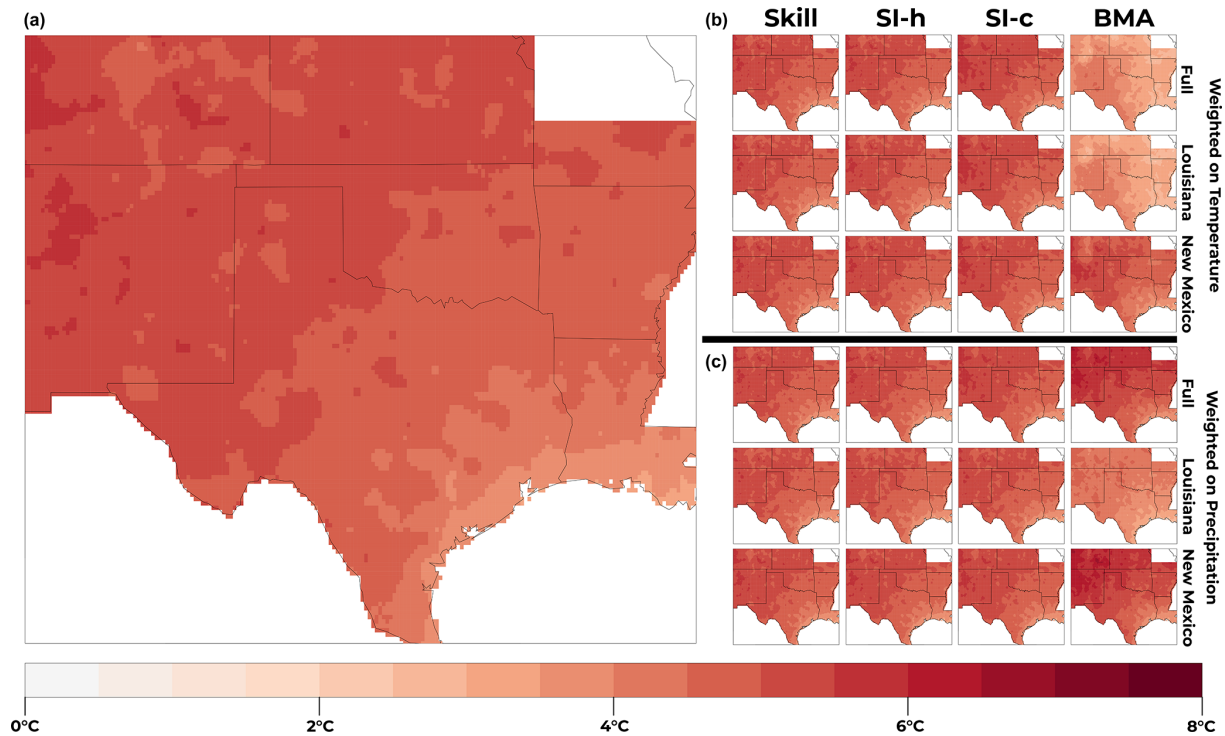 (a)
(b)
Skill SI-h SI-c BMA
Full
Louisiana
New Mexico
Weighted on Temperature
(c)
Full
Louisiana
New Mexico
Weighted on Precipitation
0°C 2°C 4°C 6°C 8°C